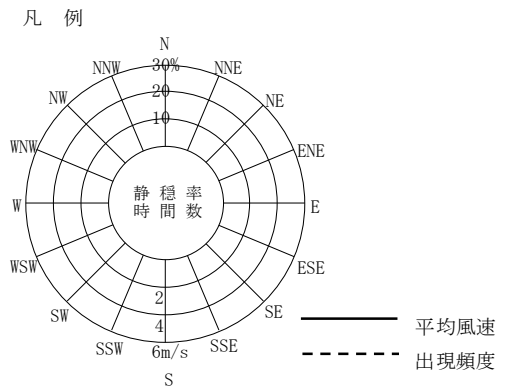 凡 例
N
NNW 30% NNE
NW 20 NE
10
WNW ENE
静 穏 率
時 間 数
W E
WSW ESE
2
SW 4 SE
SSW 6m/s SSE
S
平均風速
出現頻度